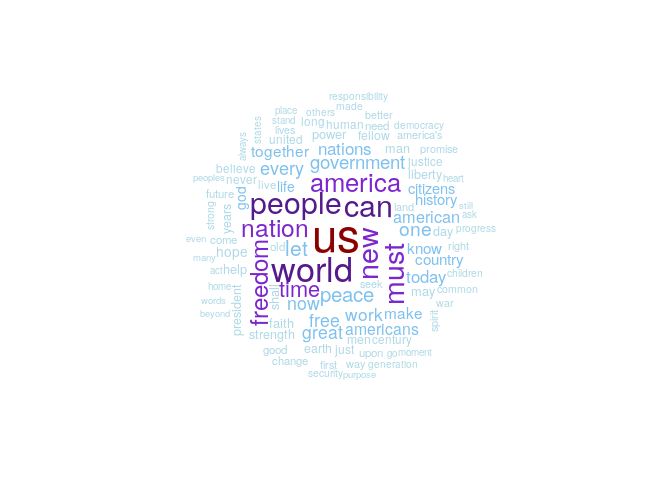 responsibility
made
place
others
better
stand
long
human
need
democracy
states
lives
united
power
fellow
america's
always
together
nations
man
promise
believe
every
government
justice
peoples
never
live
life
america
liberty
heart
future
god
people
can
citizens
history
strong
years
land
still
nation
us
american
ask
even
come
hope
old
let
new
one
day
progress
many
act
help
freedom
world
must
know
right
country
home
shall
time
seek
today
children
words
now
peace
may
common
beyond
president
faith
free
work
make
war
strength
great
americans
spirit
good
earth
just
men
century
change
first
upon
go
moment
way
generation
security
purpose